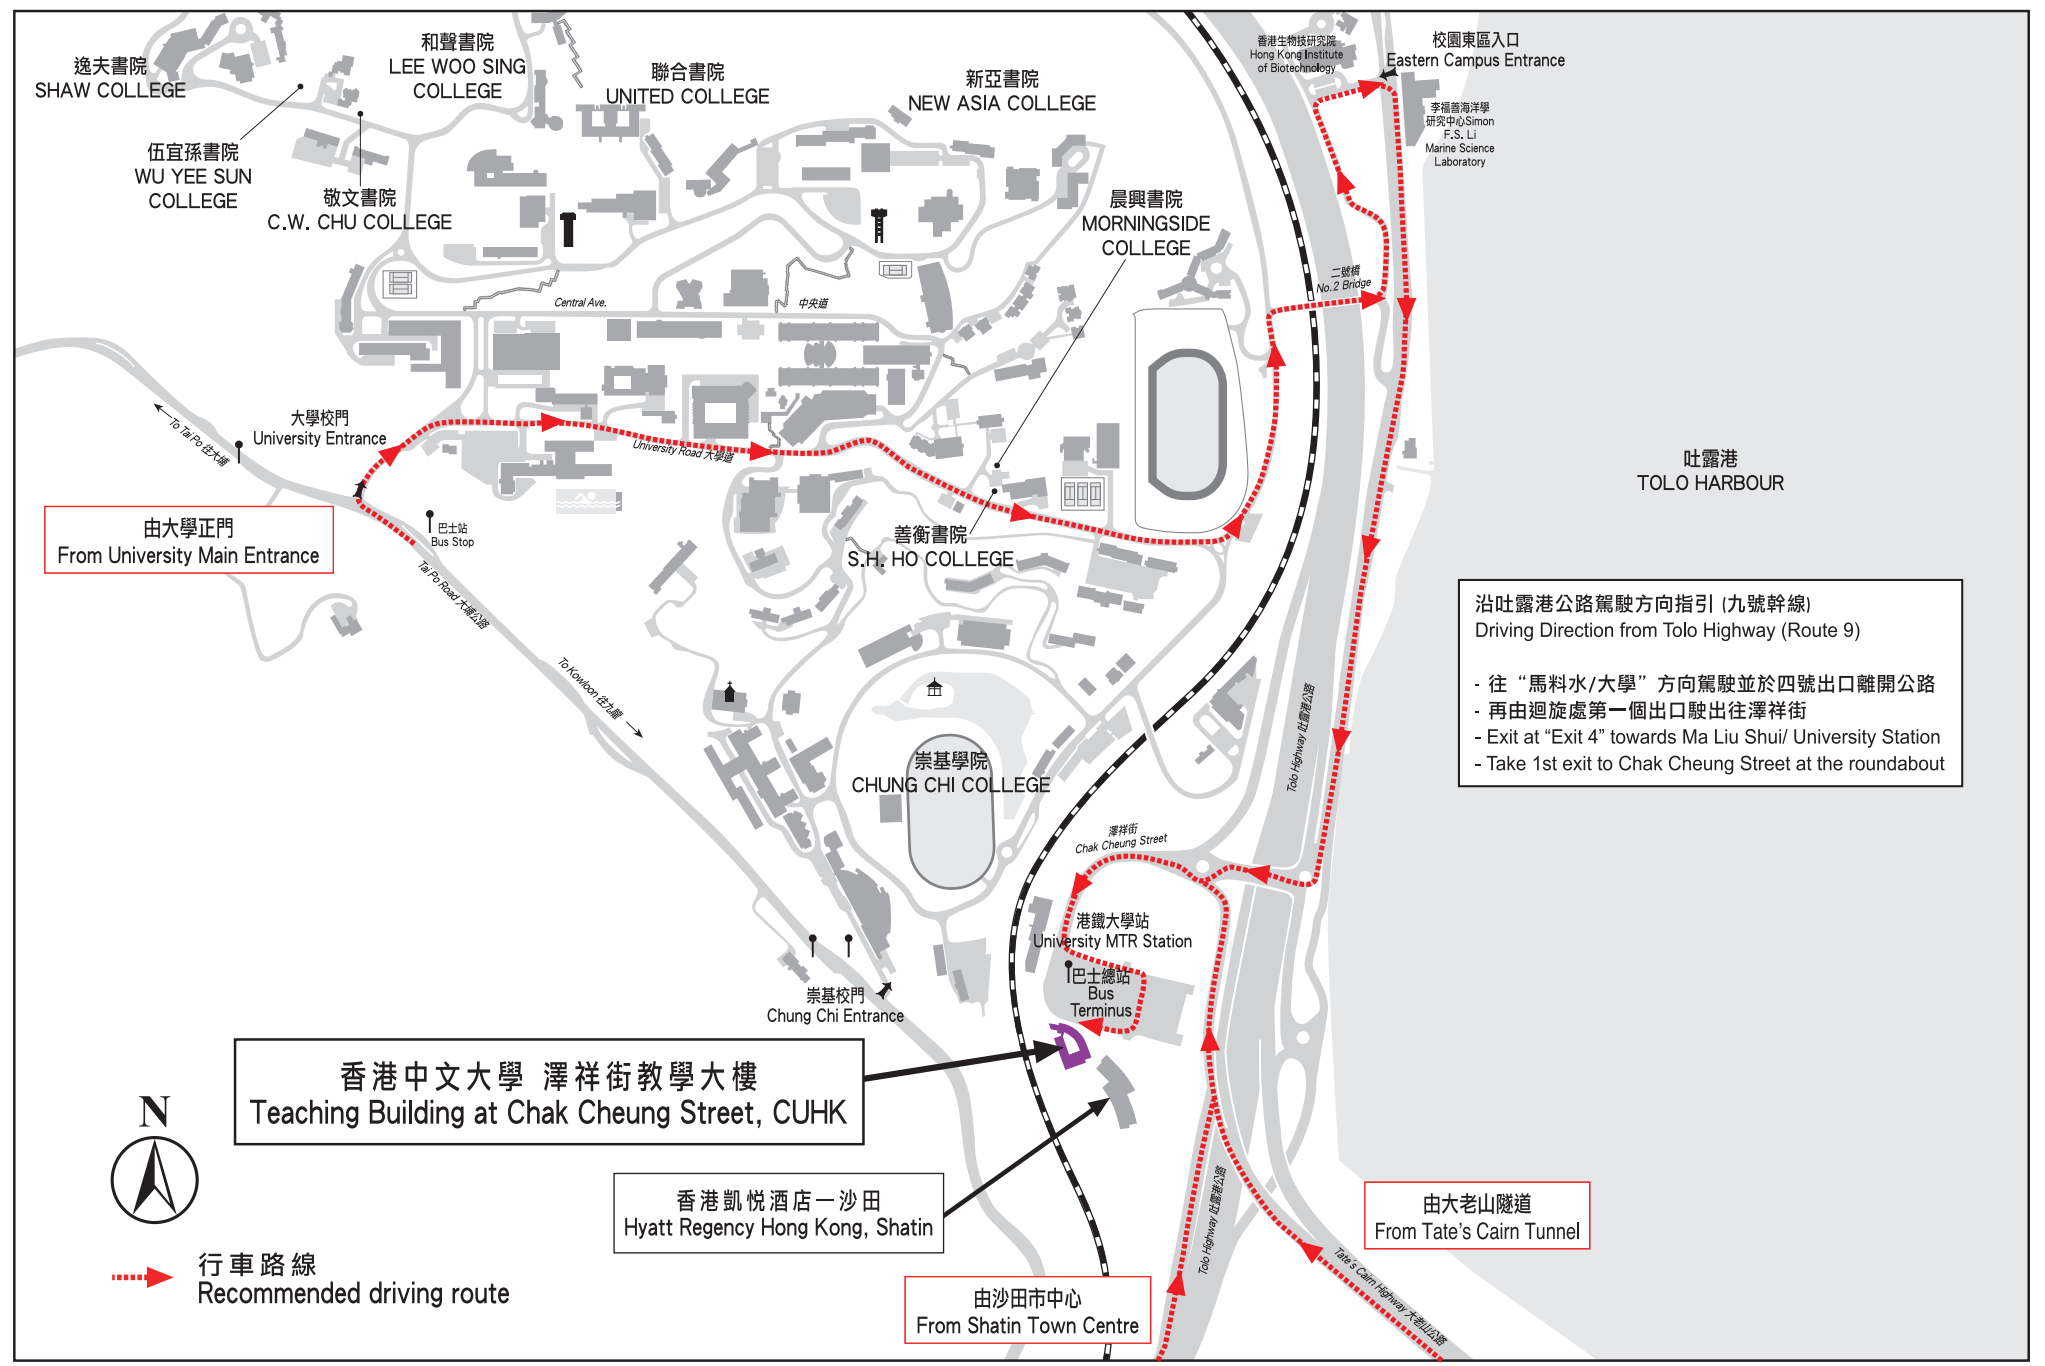 逸夫書院
SHAW COLLEGE
和聲書院
LEE WOO SING
COLLEGE
聯合書院
UNITED COLLEGE
新亞書院
NEW ASIA COLLEGE
香港生物技研究院
Hong Kong Institute
of Biotechnology
校園東區入口
Eastern Campus Entrance
李福善海洋學
研究中心Simon
F.S. Li
Marine Science
Laboratory
伍宜孫書院
WU YEE SUN
COLLEGE
敬文書院
C.W. CHU COLLEGE
晨興書院
MORNINGSIDE
COLLEGE
二號橋
No.2 Bridge
Central Ave.
中央道
大學校門
University Entrance
To Tai Po 往大埔
University Road 大學道
吐露港
TOLO HARBOUR
由大學正門
From University Main Entrance
巴士站
Bus Stop
善衡書院
S.H. HO COLLEGE
Tai Po Road 大埔公路
To Kowloon 往九龍
沿吐露港公路駕駛方向指引 (九號幹線)
Driving Direction from Tolo Highway (Route 9)
- 往“馬料水/大學”方向駕駛並於四號出口離開公路
- 再由迴旋處第一個出口駛出往澤祥街
- Exit at “Exit 4” towards Ma Liu Shui/ University Station
- Take 1st exit to Chak Cheung Street at the roundabout
Tolo Highway 吐露港公路
崇基學院
CHUNG CHI COLLEGE
澤祥街
Chak Cheung Street
港鐵大學站
University MTR Station
巴士總站
Bus
Terminus
崇基校門
Chung Chi Entrance
香港中文大學 澤祥街教學大樓
Teaching Building at Chak Cheung Street, CUHK
N
香港凱悅酒店一沙田
Hyatt Regency Hong Kong, Shatin
Tolo Highway 吐露港公路
由大老山隧道
From Tate's Cairn Tunnel
Tate's Cairn Highway 大老山公路
行車路線
Recommended driving route
由沙田市中心
From Shatin Town Centre